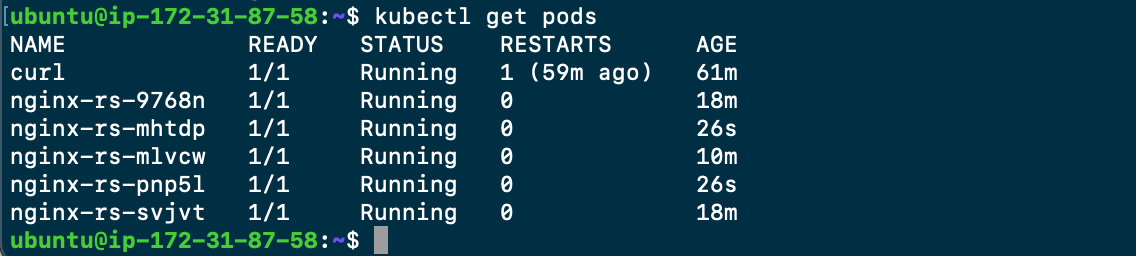 ubuntu@ip-172-31-87-58:~$ kubectl get pods
NAME READY STATUS RESTARTS AGE
curl 1/1 Running 1 (59m ago) 61m
nginx-rs-9768n 1/1 Running 0 18m
nginx-rs-mhtdp 1/1 Running 0 26s
nginx-rs-mlvcw 1/1 Running 0 10m
nginx-rs-pnp5l 1/1 Running 0 26s
nginx-rs-svjvt 1/1 Running 0 18m
ubuntu@ip-172-31-87-58:~$